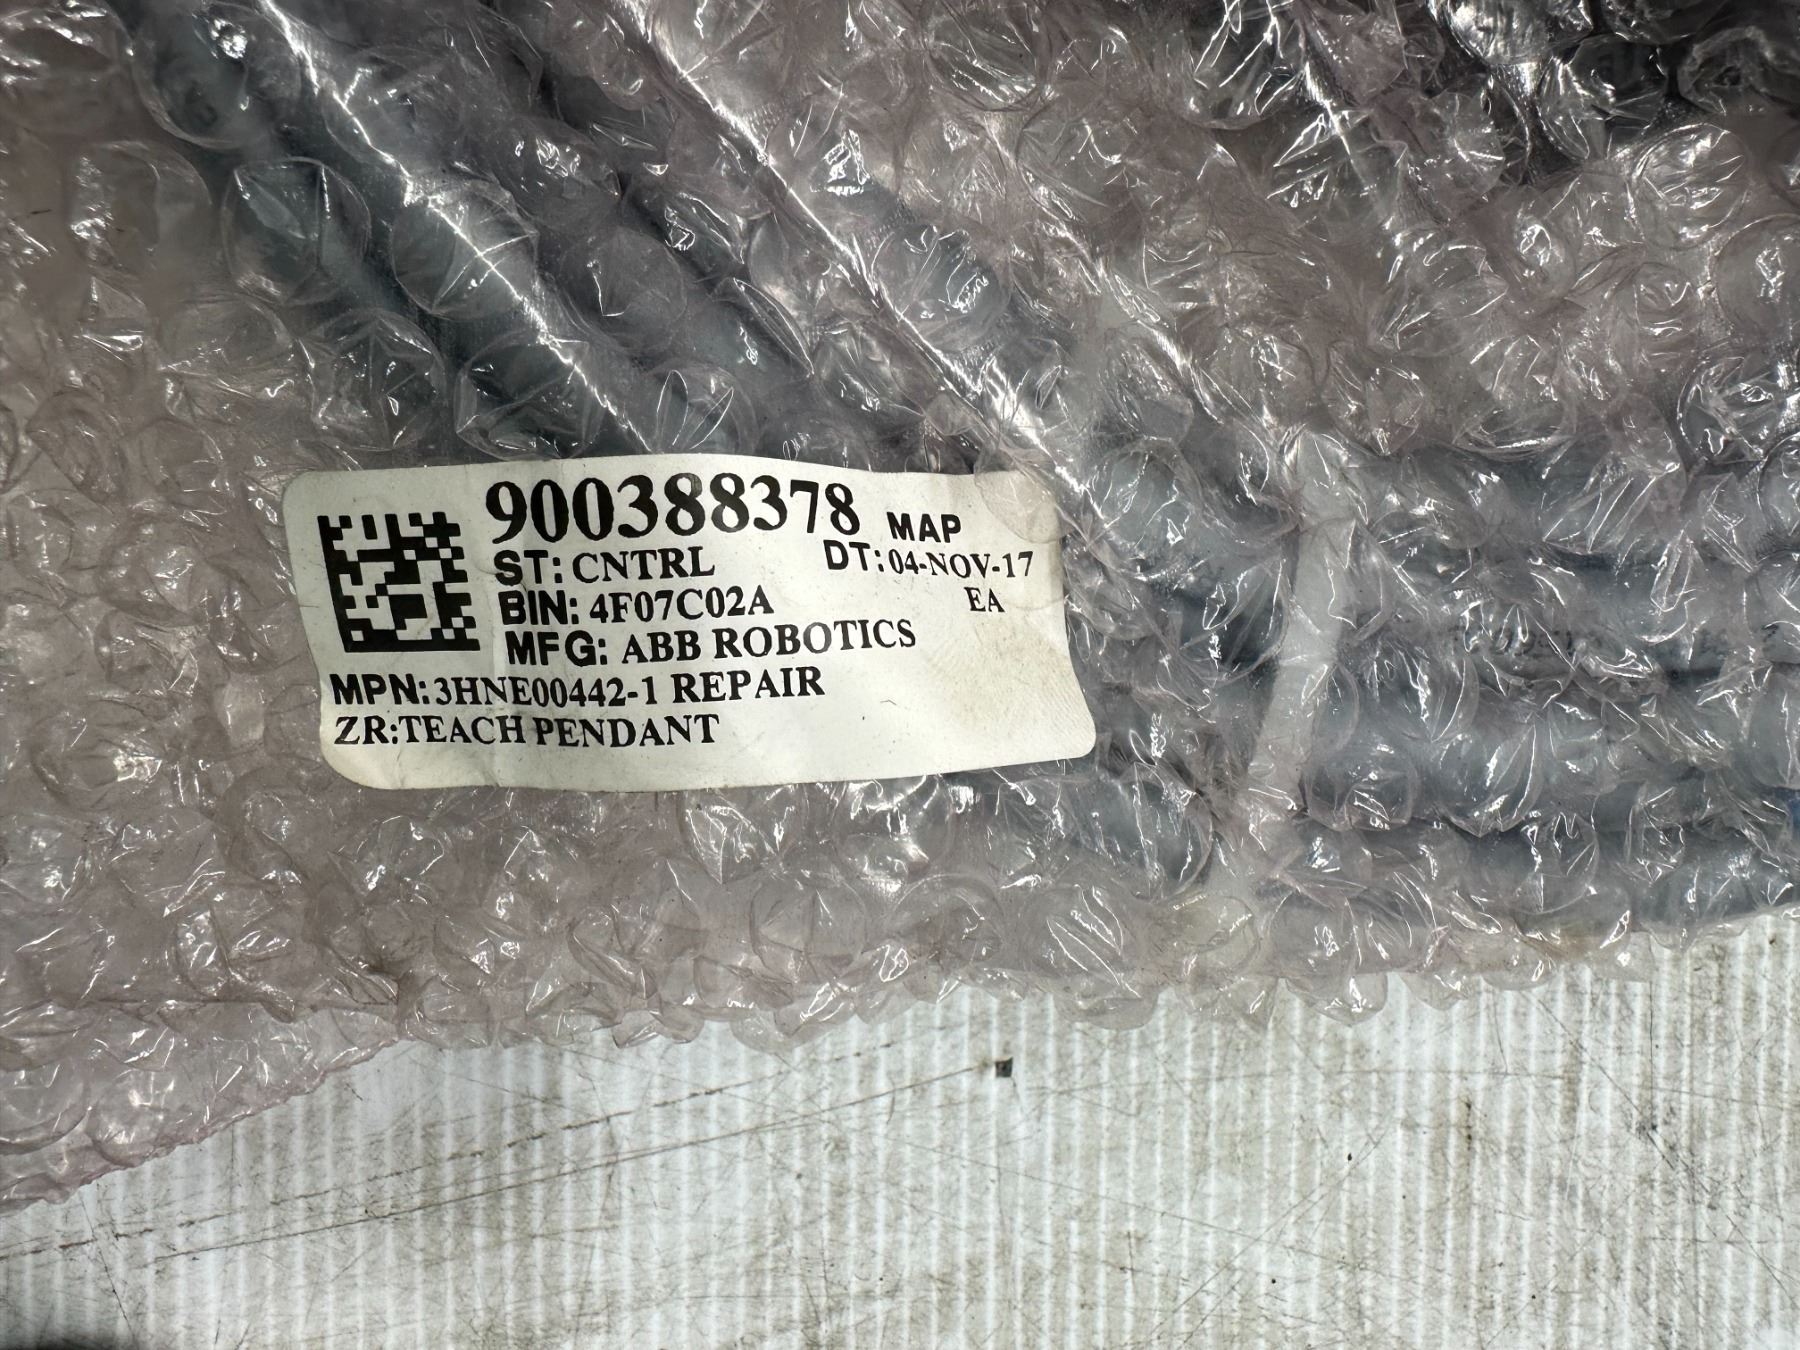 900388378 MAP
ST: CNTRL DT: 04-NOV-17
BIN: 4F07C02A EA
MFG: ABB ROBOTICS
MPN: 3HNE00442-1 REPAIR
ZR:TEACH PENDANT